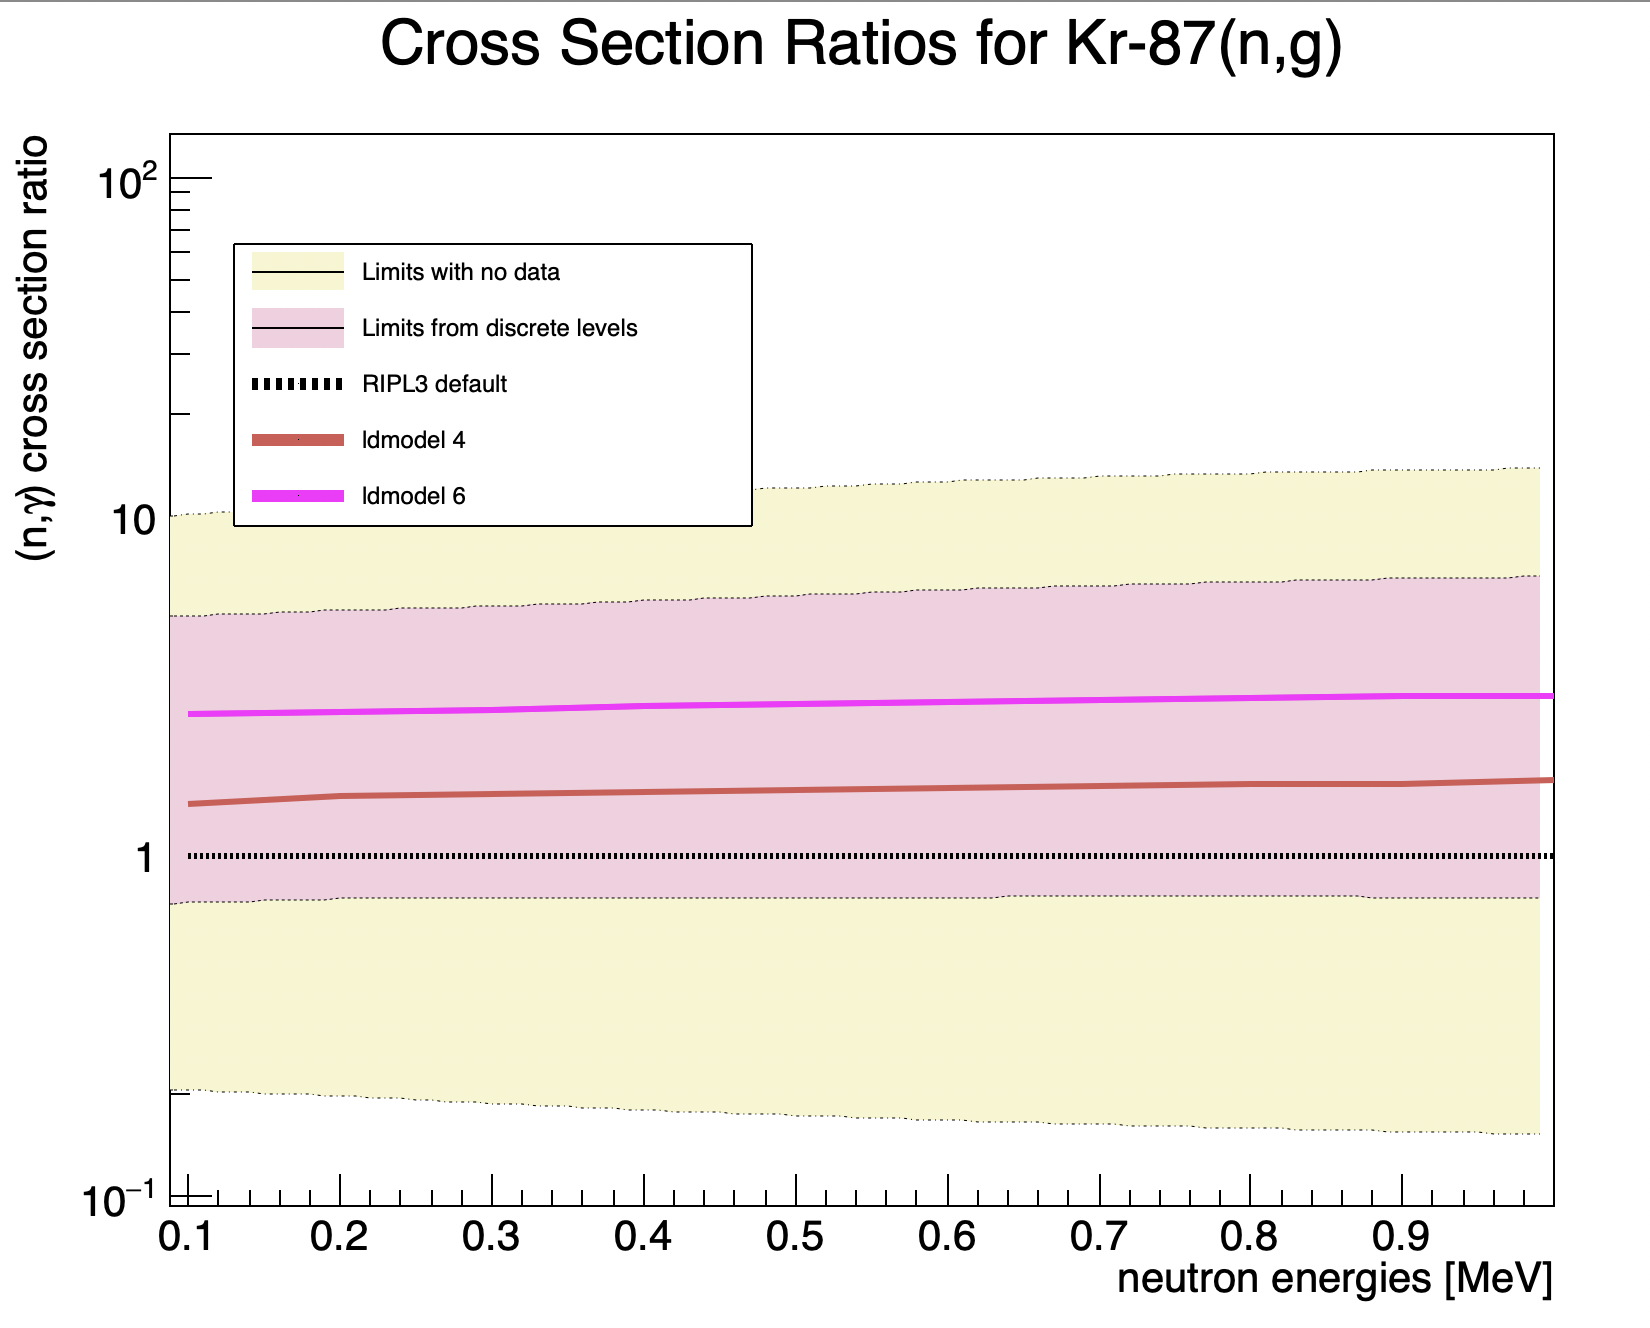 Cross Section Ratios for Kr-87(n,g)
(n,γ) cross section ratio
10²
10
1
10⁻¹
Limits with no data
Limits from discrete levels
RIPL3 default
ldmodel 4
ldmodel 6
0.1 0.2 0.3 0.4 0.5 0.6 0.7 0.8 0.9
neutron energies [MeV]